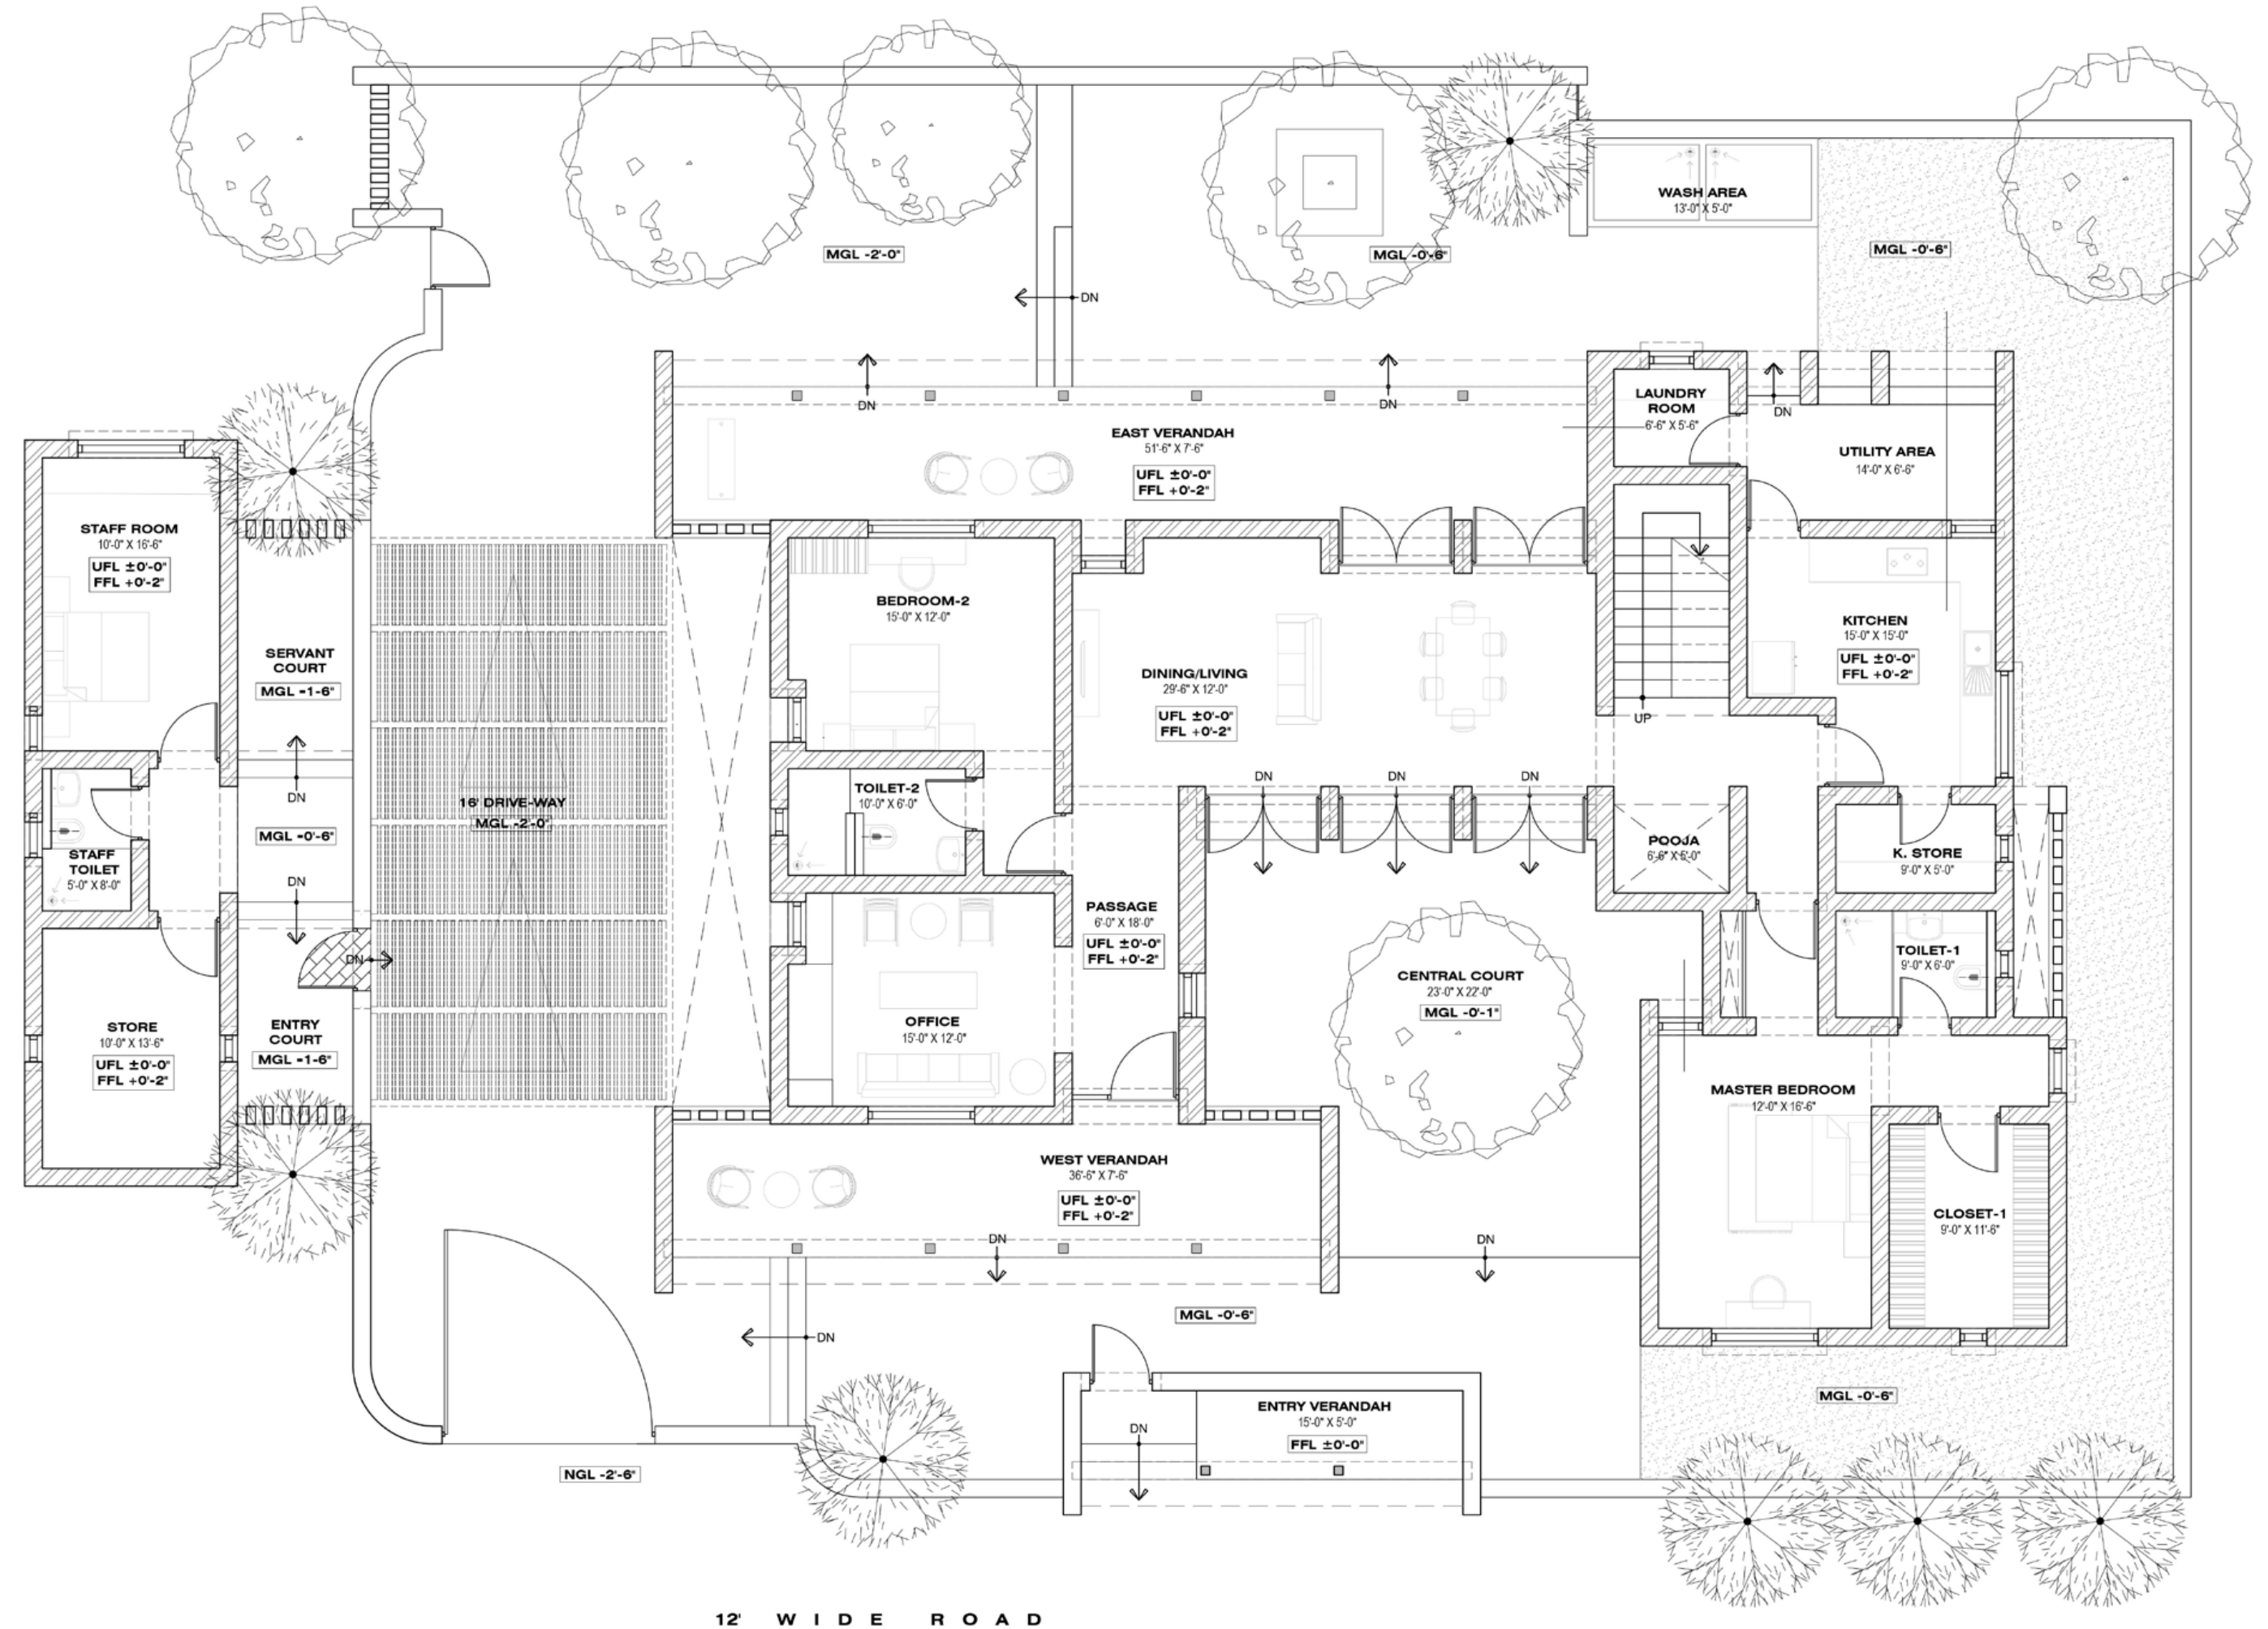 WASH AREA
13'-0" X 5'-0"
MGL -2'-0"
MGL -0'-6"
MGL -0'-6"
DN
LAUNDRY
ROOM
6'-6" X 5'-6"
DN
DN
DN
EAST VERANDAH
51'-6" X 7'-6"
UFL ±0'-0"
FFL +0'-2"
UTILITY AREA
14'-0" X 6'-6"
STAFF ROOM
10'-0" X 16'-6"
UFL ±0'-0"
FFL +0'-2"
BEDROOM-2
15'-0" X 12'-0"
KITCHEN
15'-0" X 15'-0"
UFL ±0'-0"
FFL +0'-2"
SERVANT
COURT
MGL -1'-6"
DINING/LIVING
29'-6" X 12'-0"
UFL ±0'-0"
FFL +0'-2"
UP
DN
DN
DN
DN
16' DRIVE-WAY
MGL -2'-0"
TOILET-2
10'-0" X 6'-0"
MGL -0'-6"
POOJA
6'-6" X 5'-0"
K. STORE
9'-0" X 5'-0"
STAFF
TOILET
5'-0" X 8'-0"
DN
PASSAGE
6'-0" X 18'-0"
UFL ±0'-0"
FFL +0'-2"
TOILET-1
9'-0" X 6'-0"
DN
CENTRAL COURT
23'-0" X 22'-0"
MGL -0'-1"
STORE
10'-0" X 13'-6"
UFL ±0'-0"
FFL +0'-2"
ENTRY
COURT
MGL -1'-6"
OFFICE
15'-0" X 12'-0"
MASTER BEDROOM
12'-0" X 16'-6"
WEST VERANDAH
36'-6" X 7'-6"
UFL ±0'-0"
FFL +0'-2"
CLOSET-1
9'-0" X 11'-6"
DN
DN
MGL -0'-6"
DN
MGL -0'-6"
ENTRY VERANDAH
15'-0" X 5'-0"
FFL ±0'-0"
DN
NGL -2'-6"
12' WIDE ROAD